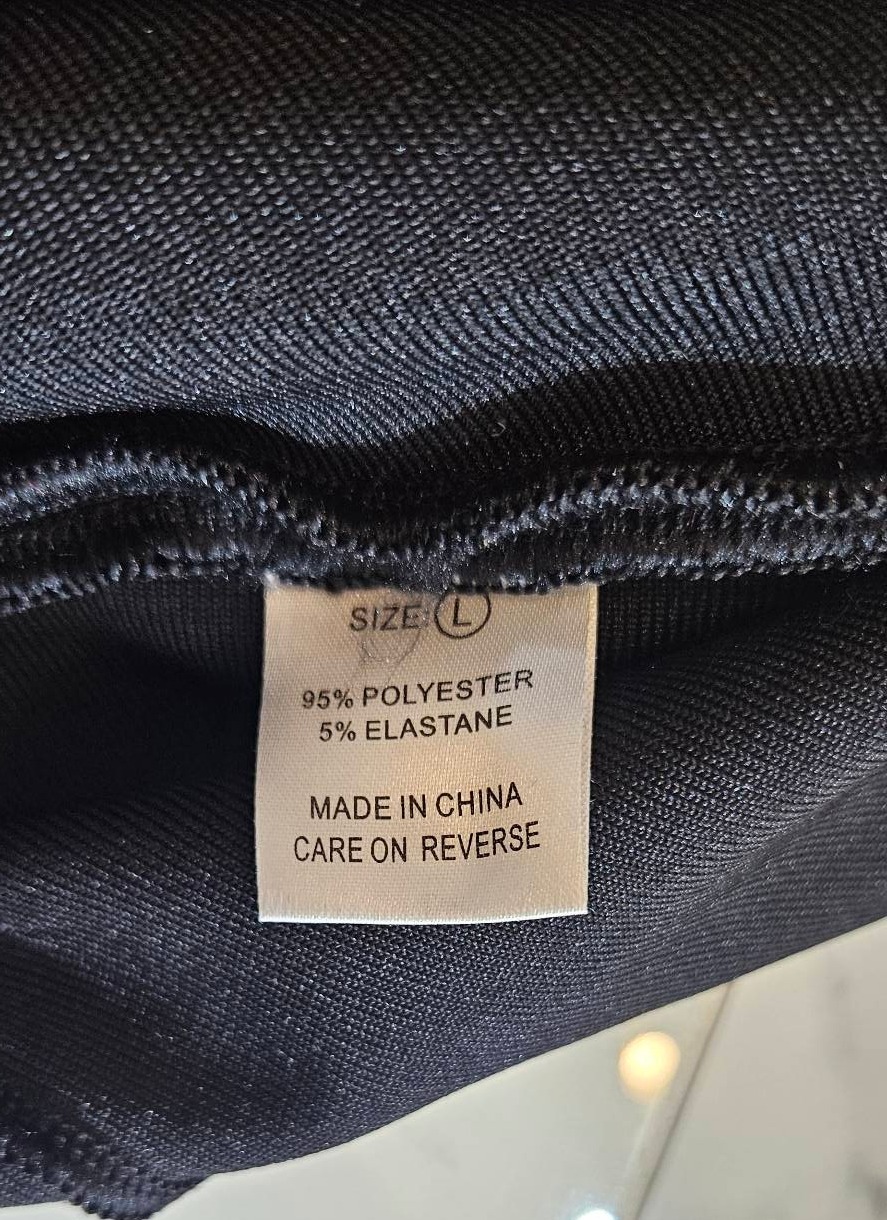 SIZE: L
95% POLYESTER
5% ELASTANE
MADE IN CHINA
CARE ON REVERSE